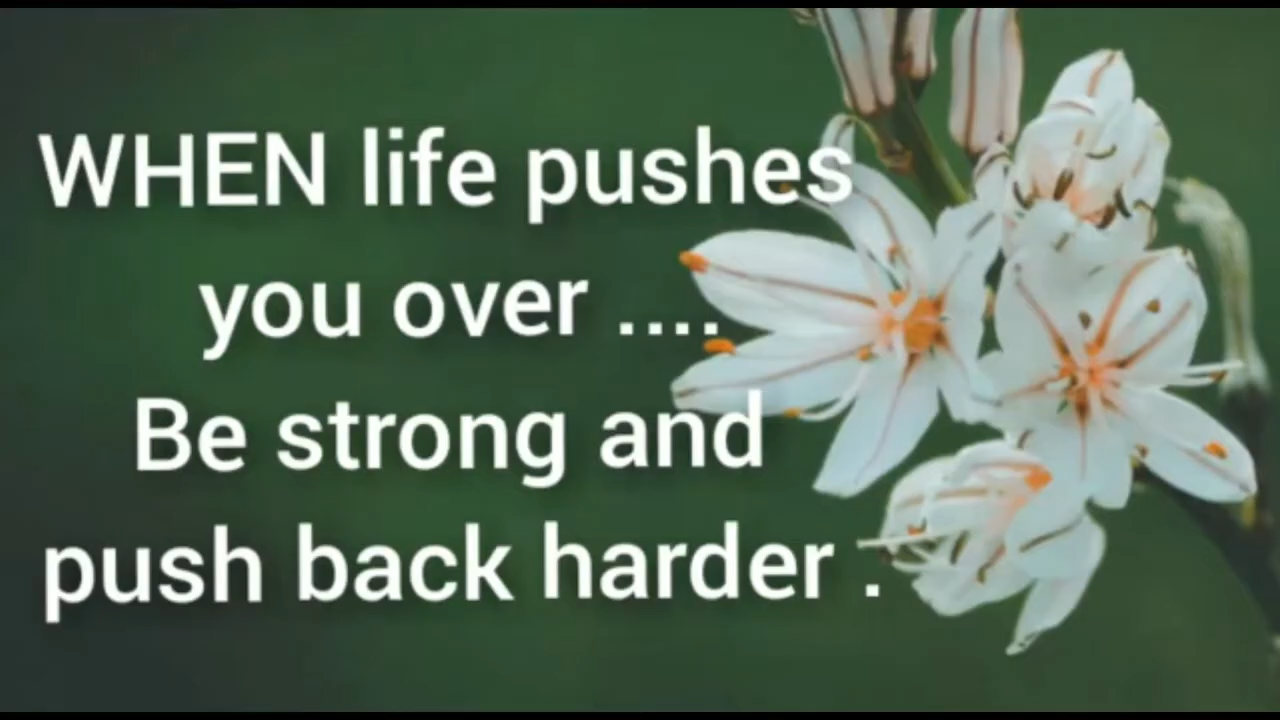 WHEN life pushes
you over ....
Be strong and
push back harder .